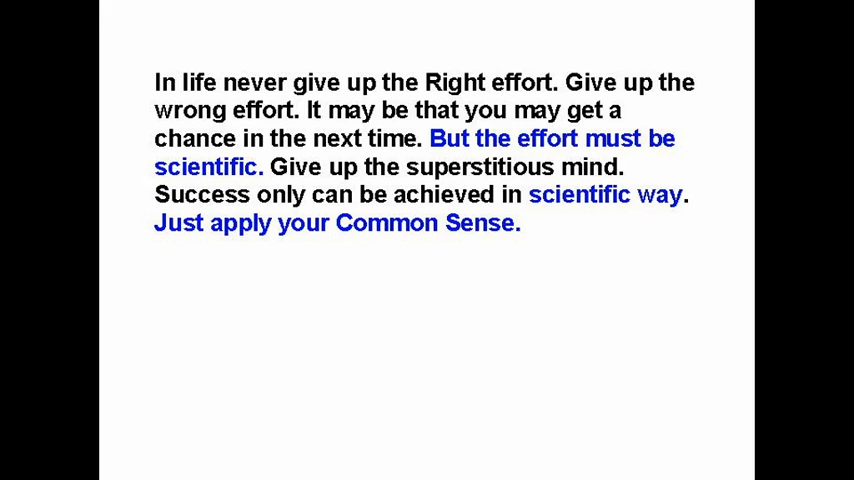 In life never give up the Right effort. Give up the
wrong effort. It may be that you may get a
chance in the next time. But the effort must be
scientific. Give up the superstitious mind.
Success only can be achieved in scientific way.
Just apply your Common Sense.